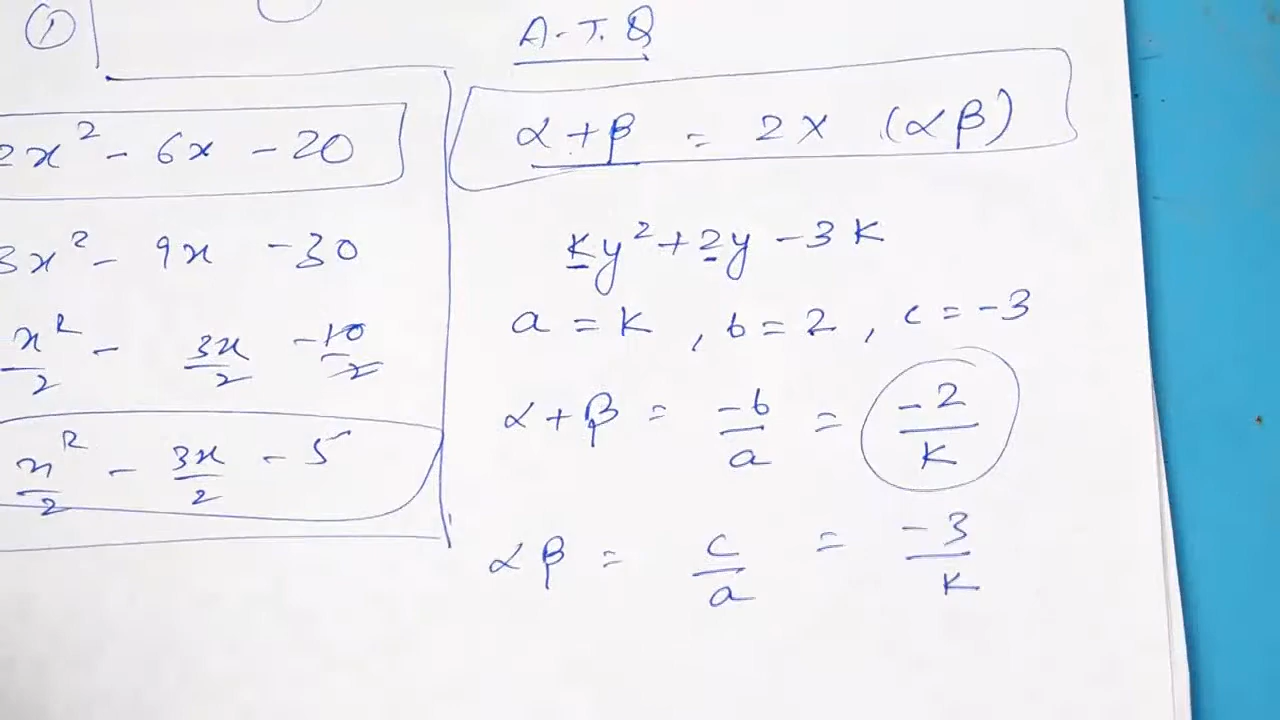 ①
2x² - 6x - 20
3x² - 9x - 30
x²/2 - 3x/2 - 10/2
x²/2 - 3x/2 - 5
A-T.Q
α + β = 2 × (αβ)
ky² + 2y - 3k
a = k , b = 2 , c = -3
α + β = -b/a = -2/k
αβ = c/a = -3/k